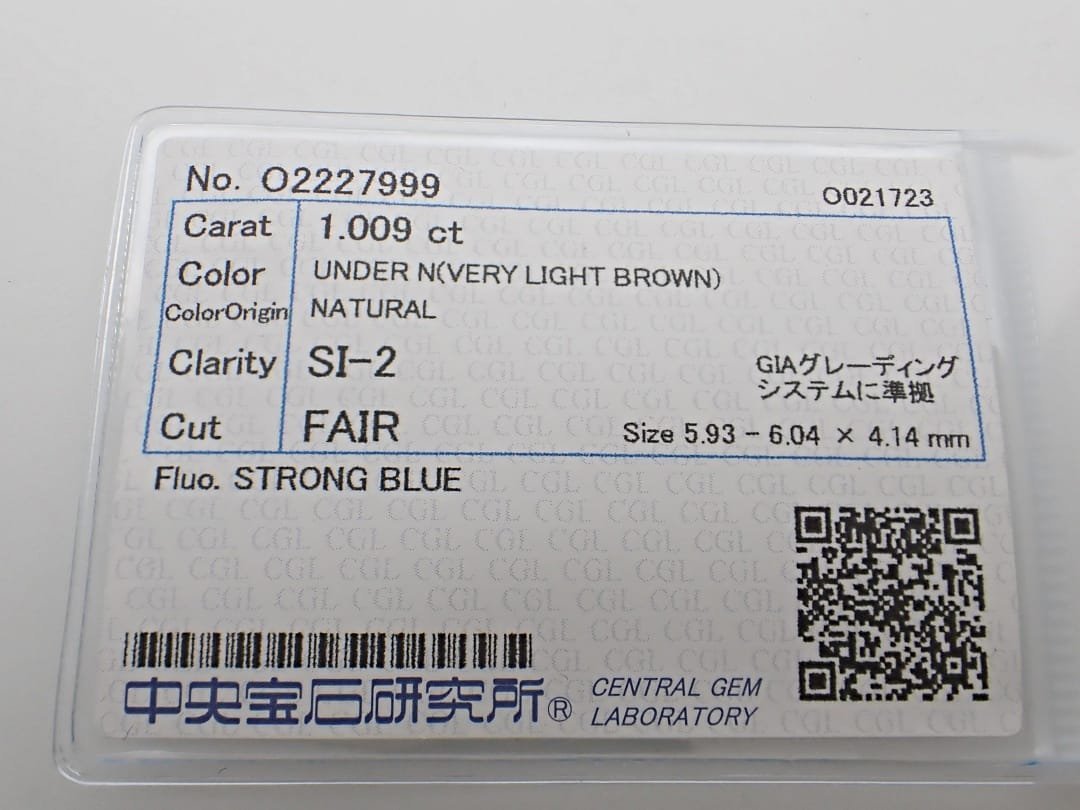 No. O2227999
O021723
Carat 1.009 ct
Color UNDER N(VERY LIGHT BROWN)
ColorOrigin NATURAL
Clarity SI-2
GIAグレーディング
システムに準拠
Cut FAIR
Size 5.93 - 6.04 × 4.14 mm
Fluo. STRONG BLUE
中央宝石研究所®
CENTRAL GEM
LABORATORY